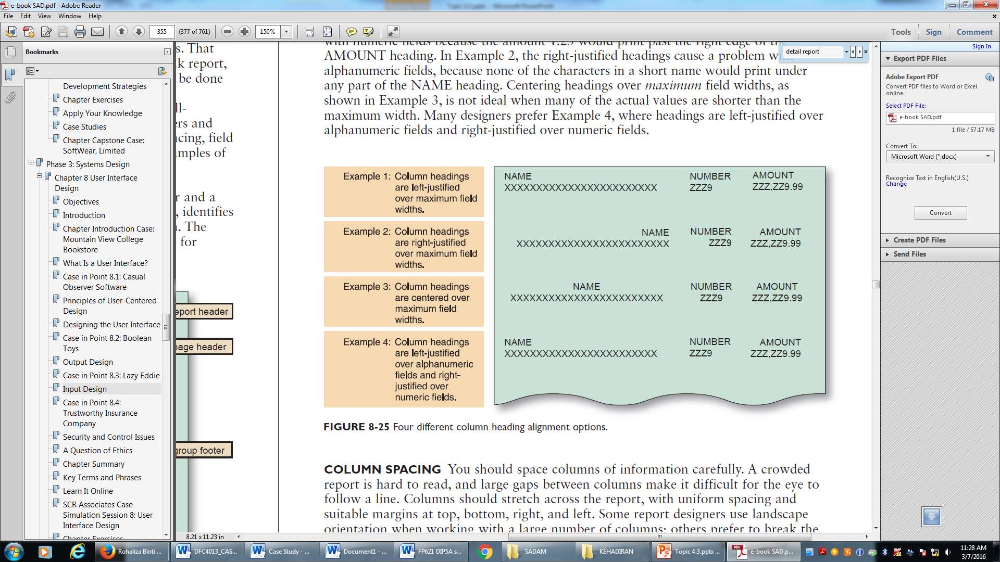 e-book SAD.pdf - Adobe Reader
File Edit View Window Help
355 (377 of 761) 150%
Tools Sign Comment
Bookmarks
Development Strategies
Chapter Exercises
Apply Your Knowledge
Case Studies
Chapter Capstone Case:
SoftWear, Limited
Phase 3: Systems Design
Chapter 8 User Interface
Design
Objectives
Introduction
Chapter Introduction Case:
Mountain View College
Bookstore
What Is a User Interface?
Case in Point 8.1: Casual
Observer Software
Principles of User-Centered
Design
Designing the User Interface
Case in Point 8.2: Boolean
Toys
Output Design
Case in Point 8.3: Lazy Eddie
Input Design
Case in Point 8.4:
Trustworthy Insurance
Company
Security and Control Issues
A Question of Ethics
Chapter Summary
Key Terms and Phrases
Learn It Online
SCR Associates Case
Simulation Session 8: User
Interface Design
Chapter Exercises
s. That
k report,
be done
ll-
ers and
acing, field
mples of
r and a
, identifies
. The
for
eport header
page header
group footer
8.21 x 11.23 in
with numeric fields because the amount 1.25 would print past the right edge of the
AMOUNT heading. In Example 2, the right-justified headings cause a problem with
alphanumeric fields, because none of the characters in a short name would print under
any part of the NAME heading. Centering headings over maximum field widths, as
shown in Example 3, is not ideal when many of the actual values are shorter than the
maximum width. Many designers prefer Example 4, where headings are left-justified over
alphanumeric fields and right-justified over numeric fields.
Example 1: Column headings
are left-justified
over maximum field
widths.
NAME NUMBER AMOUNT
XXXXXXXXXXXXXXXXXXXXXXXX ZZZ9 ZZZ,ZZ9.99
Example 2: Column headings
are right-justified
over maximum field
widths.
NAME NUMBER AMOUNT
XXXXXXXXXXXXXXXXXXXXXXXX ZZZ9 ZZZ,ZZ9.99
Example 3: Column headings
are centered over
maximum field
widths.
NAME NUMBER AMOUNT
XXXXXXXXXXXXXXXXXXXXXXXX ZZZ9 ZZZ,ZZ9.99
Example 4: Column headings
are left-justified
over alphanumeric
fields and right-
justified over
numeric fields.
NAME NUMBER AMOUNT
XXXXXXXXXXXXXXXXXXXXXXXX ZZZ9 ZZZ,ZZ9.99
FIGURE 8-25 Four different column heading alignment options.
COLUMN SPACING You should space columns of information carefully. A crowded
report is hard to read, and large gaps between columns make it difficult for the eye to
follow a line. Columns should stretch across the report, with uniform spacing and
suitable margins at top, bottom, right, and left. Some report designers use landscape
orientation when working with a large number of columns; others prefer to break the
detail report
Sign In
Export PDF Files
Adobe Export PDF
Convert PDF files to Word or Excel
online.
Select PDF File:
e-book SAD.pdf
1 file / 57.17 MB
Convert To:
Microsoft Word (*.docx)
Recognize Text in English(U.S.)
Change
Convert
Create PDF Files
Send Files
Rohaliza Binti ...
DFC4013_CAS...
Case Study - ...
Document1 - ...
FP621 DIP5A s...
SADAM
KEHADIRAN
Topic 4.3.pptx ...
e-book SAD.p...
11:28 AM
3/7/2016